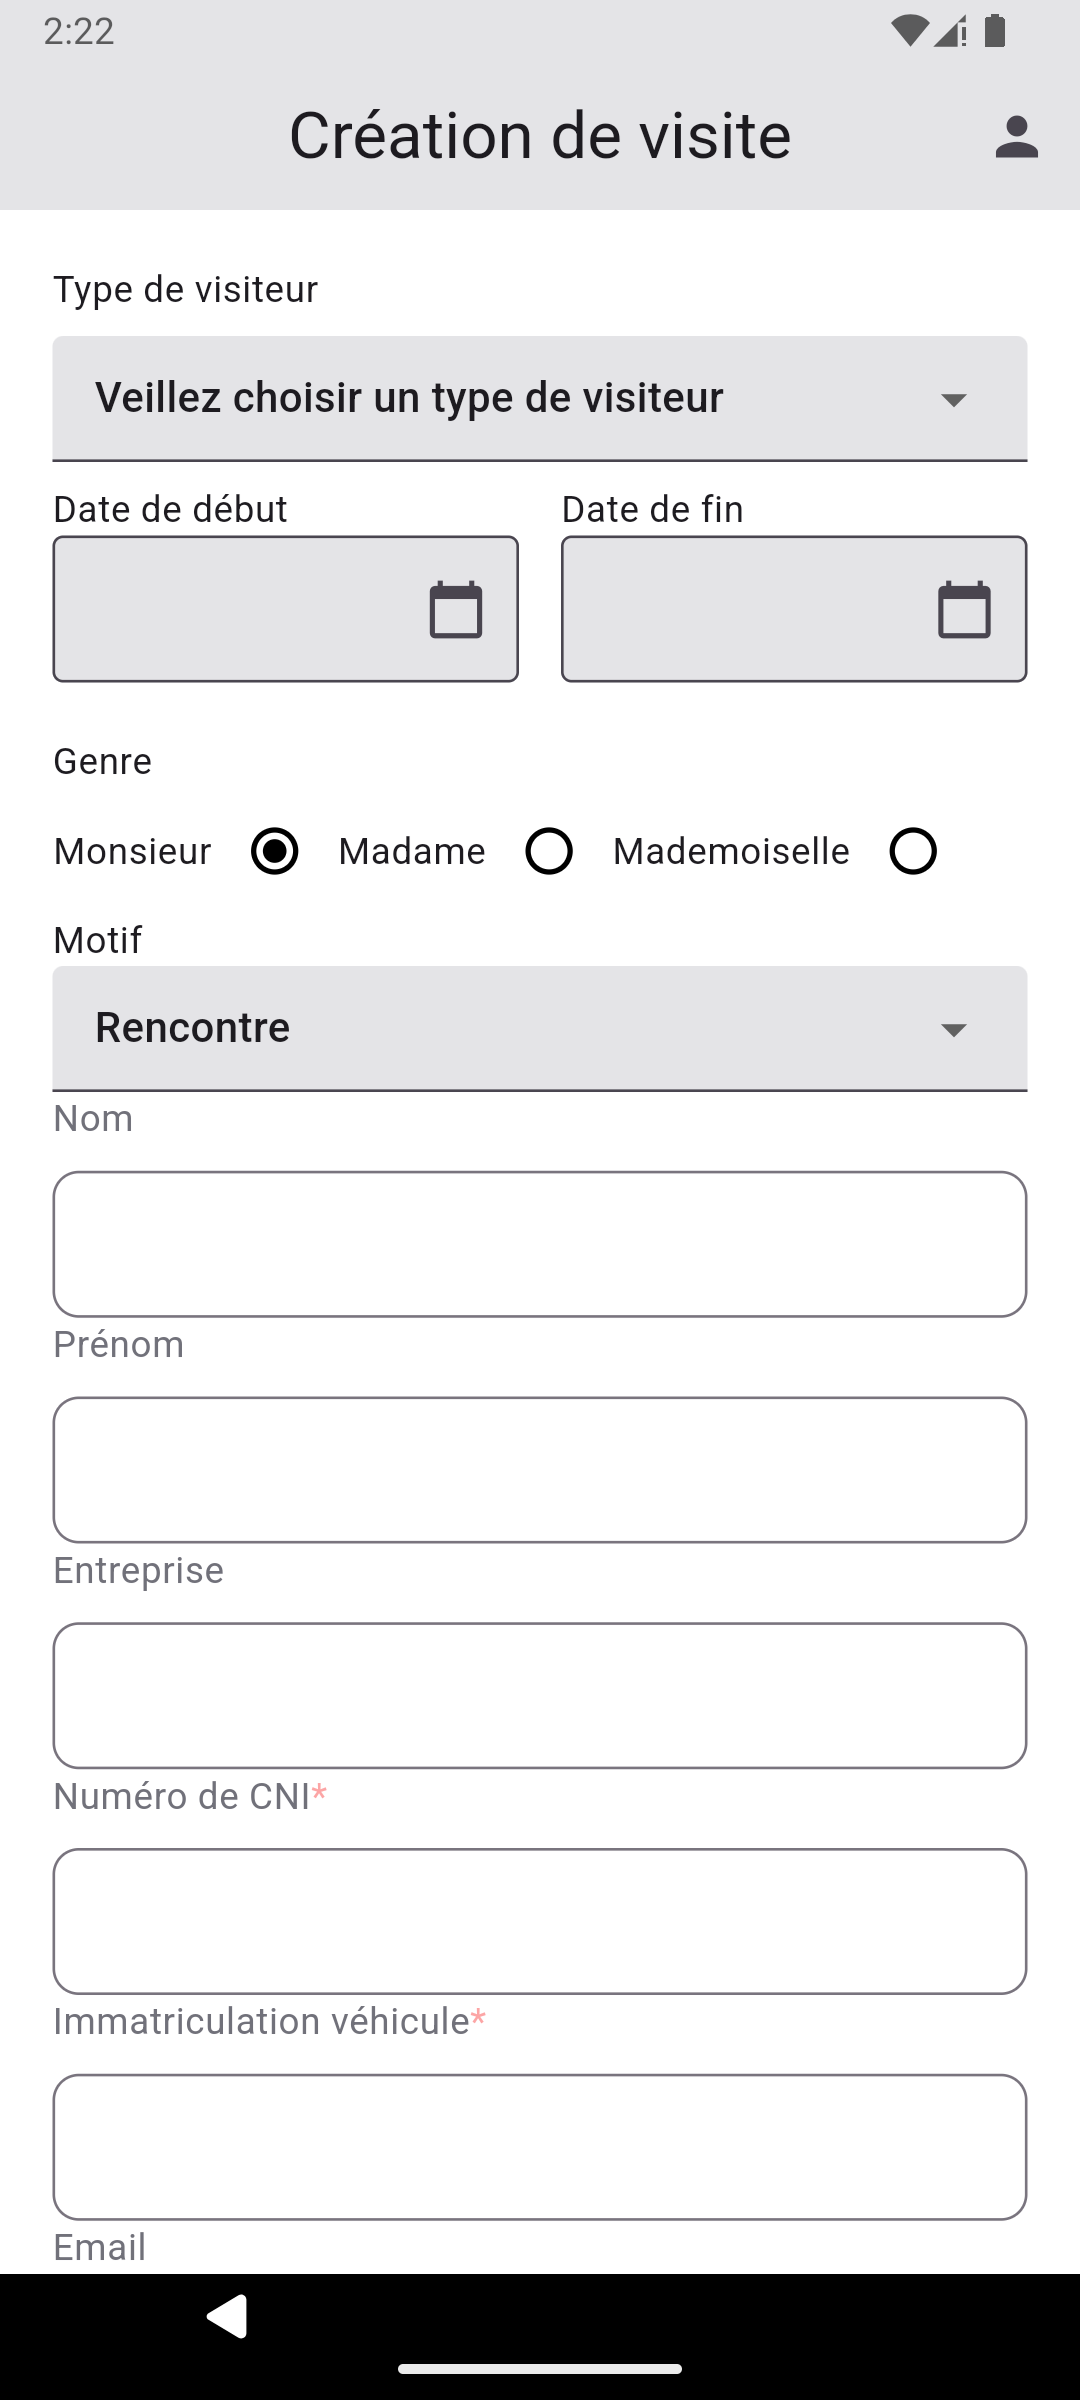 2:22
Création de visite
Type de visiteur
Veillez choisir un type de visiteur
Date de début Date de fin
Genre
Monsieur Madame Mademoiselle
Motif
Rencontre
Nom
Prénom
Entreprise
Numéro de CNI*
Immatriculation véhicule*
Email